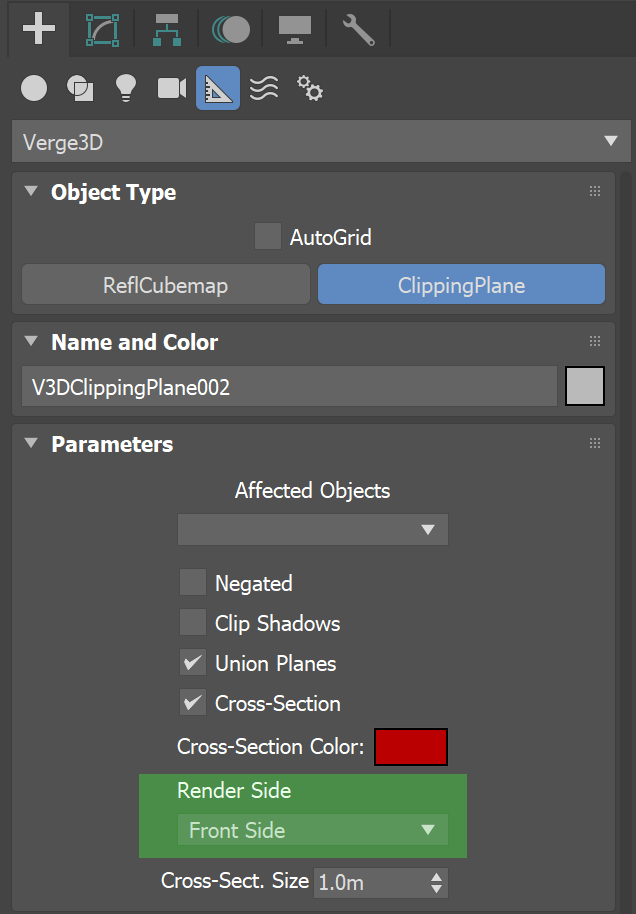 Verge3D
Object Type
AutoGrid
ReflCubemap ClippingPlane
Name and Color
V3DClippingPlane002
Parameters
Affected Objects
Negated
Clip Shadows
Union Planes
Cross-Section
Cross-Section Color:
Render Side
Front Side
Cross-Sect. Size 1.0m